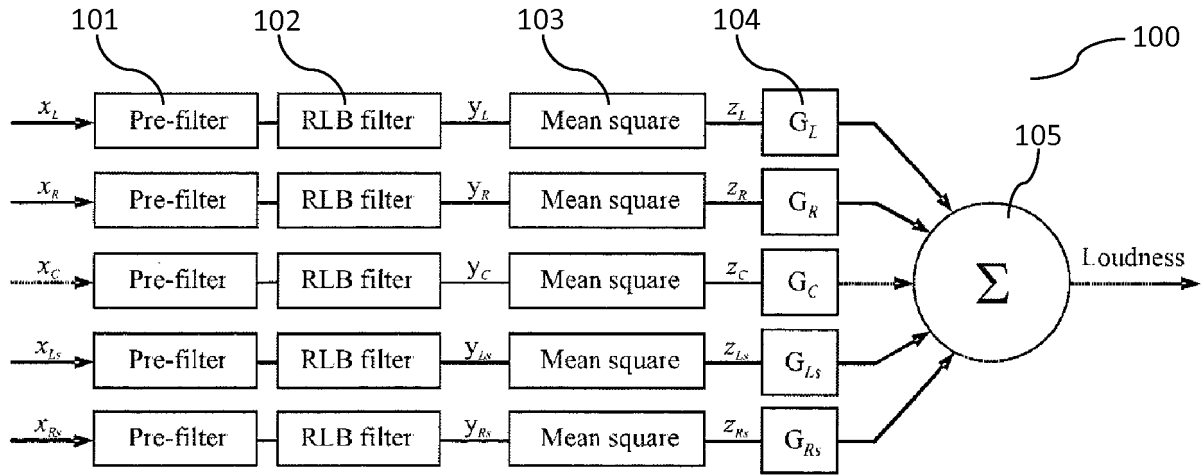 101 102 103 104 100
x_L Pre-filter RLB filter y_L Mean square z_L G_L
105
x_R Pre-filter RLB filter y_R Mean square z_R G_R
x_C Pre-filter RLB filter y_C Mean square z_C G_C Σ Loudness
x_Ls Pre-filter RLB filter y_Ls Mean square z_Ls G_Ls
x_Rs Pre-filter RLB filter y_Rs Mean square z_Rs G_Rs